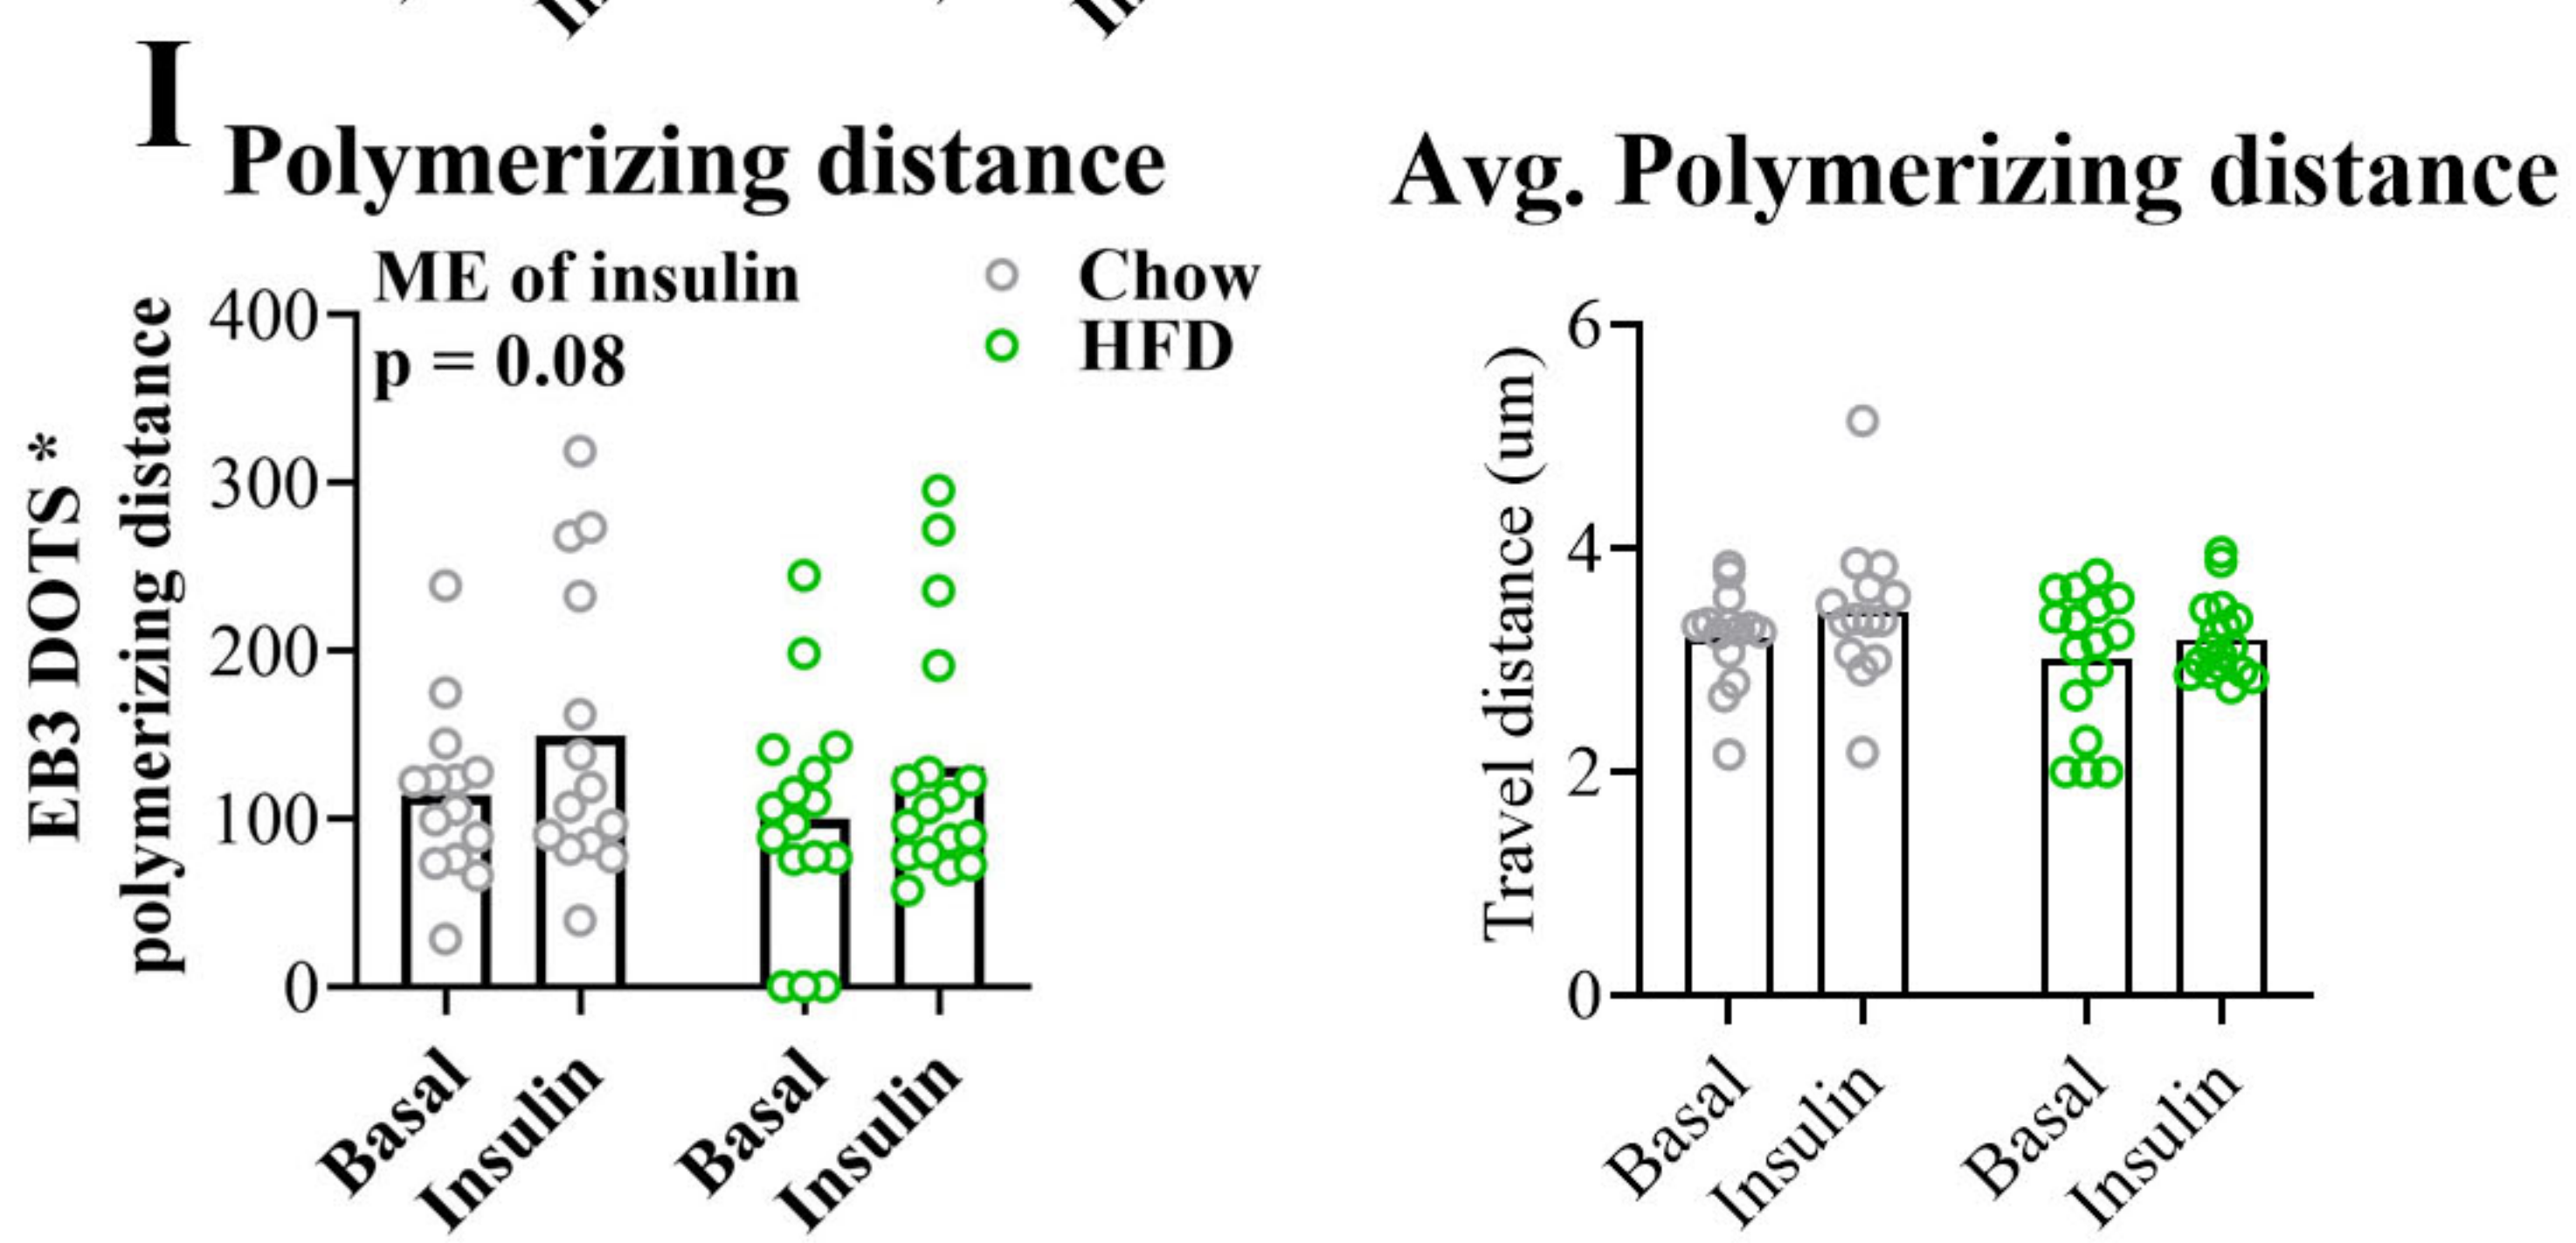 I
Polymerizing distance
ME of insulin
p = 0.08
Chow
HFD
EB3 DOTS *
polymerizing distance
400
300
200
100
0
Basal
Insulin
Basal
Insulin
Avg. Polymerizing distance
Travel distance (um)
6
4
2
0
Basal
Insulin
Basal
Insulin